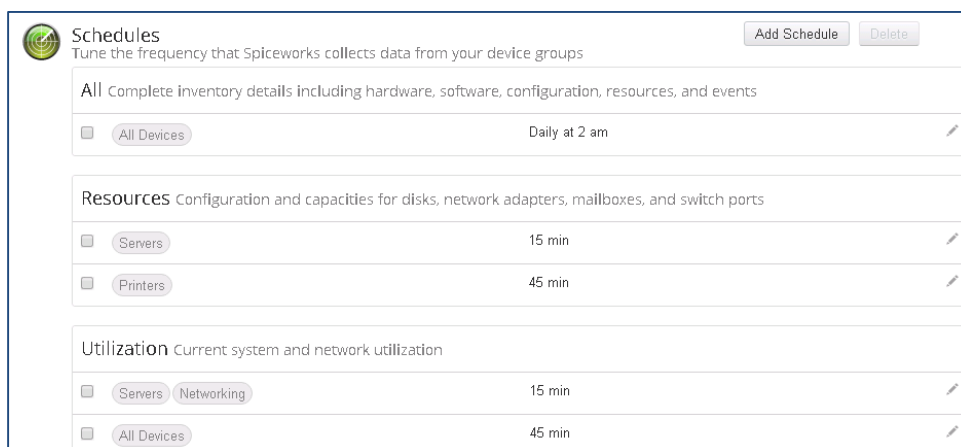 Schedules
Add Schedule
Delete
Tune the frequency that Spiceworks collects data from your device groups
All Complete inventory details including hardware, software, configuration, resources, and events
All Devices Daily at 2 am
Resources Configuration and capacities for disks, network adapters, mailboxes, and switch ports
Servers 15 min
Printers 45 min
Utilization Current system and network utilization
Servers Networking 15 min
All Devices 45 min